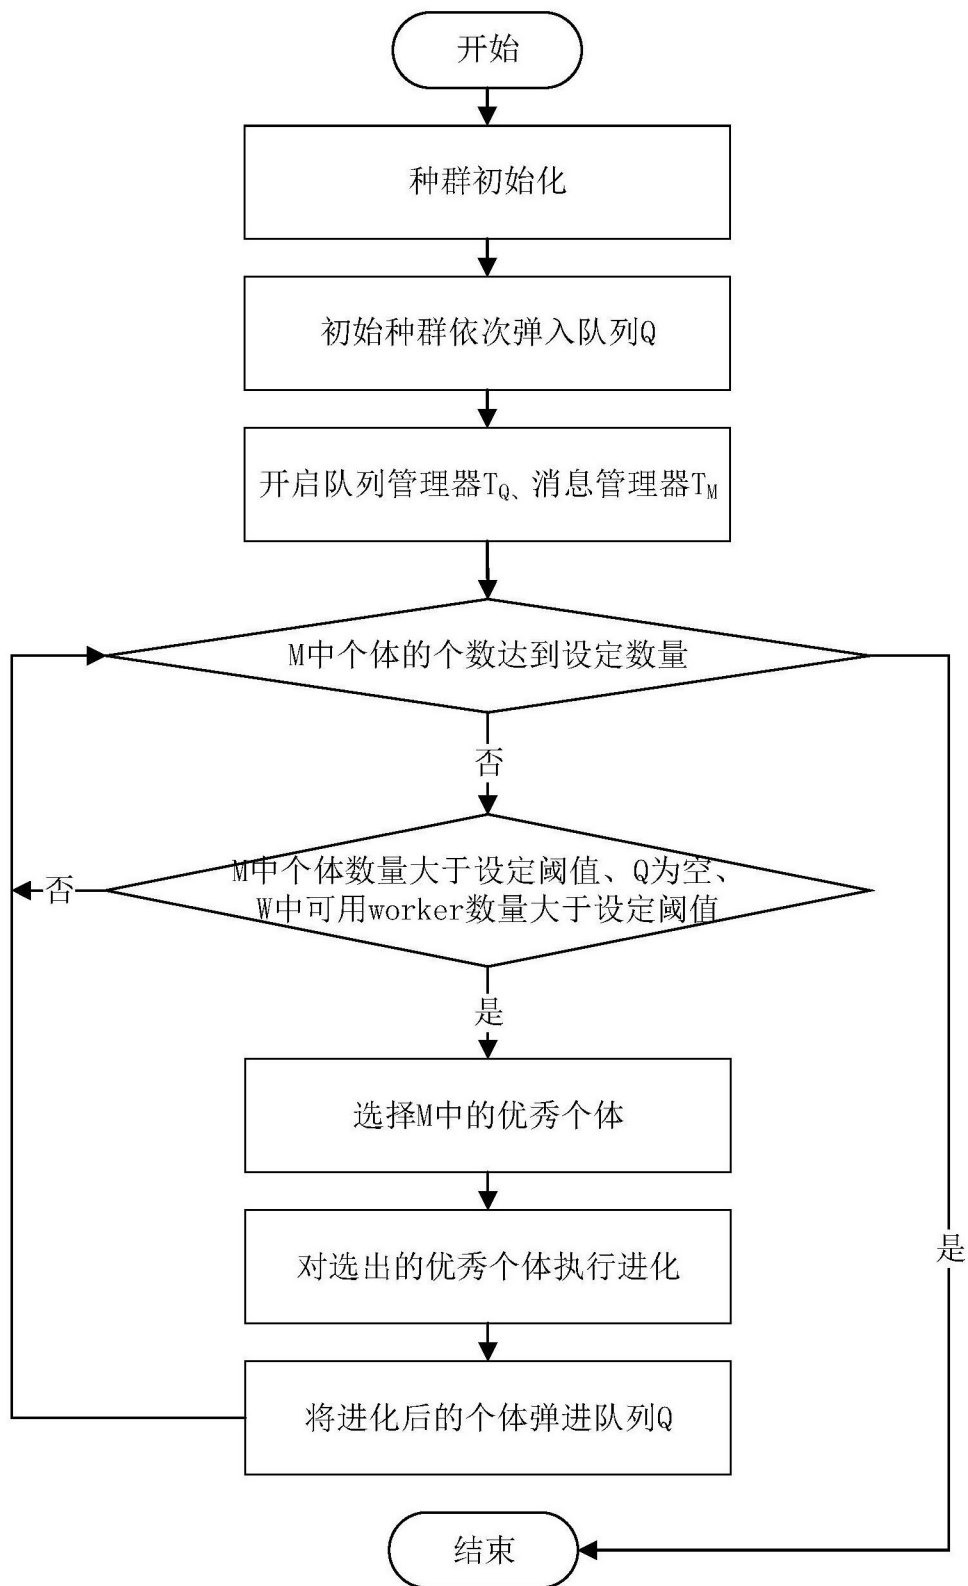 开始
种群初始化
初始种群依次弹入队列Q
开启队列管理器TQ、消息管理器TM
M中个体的个数达到设定数量
否
M中个体数量大于设定阈值、Q为空、
W中可用worker数量大于设定阈值
否
是
选择M中的优秀个体
对选出的优秀个体执行进化
是
将进化后的个体弹进队列Q
结束